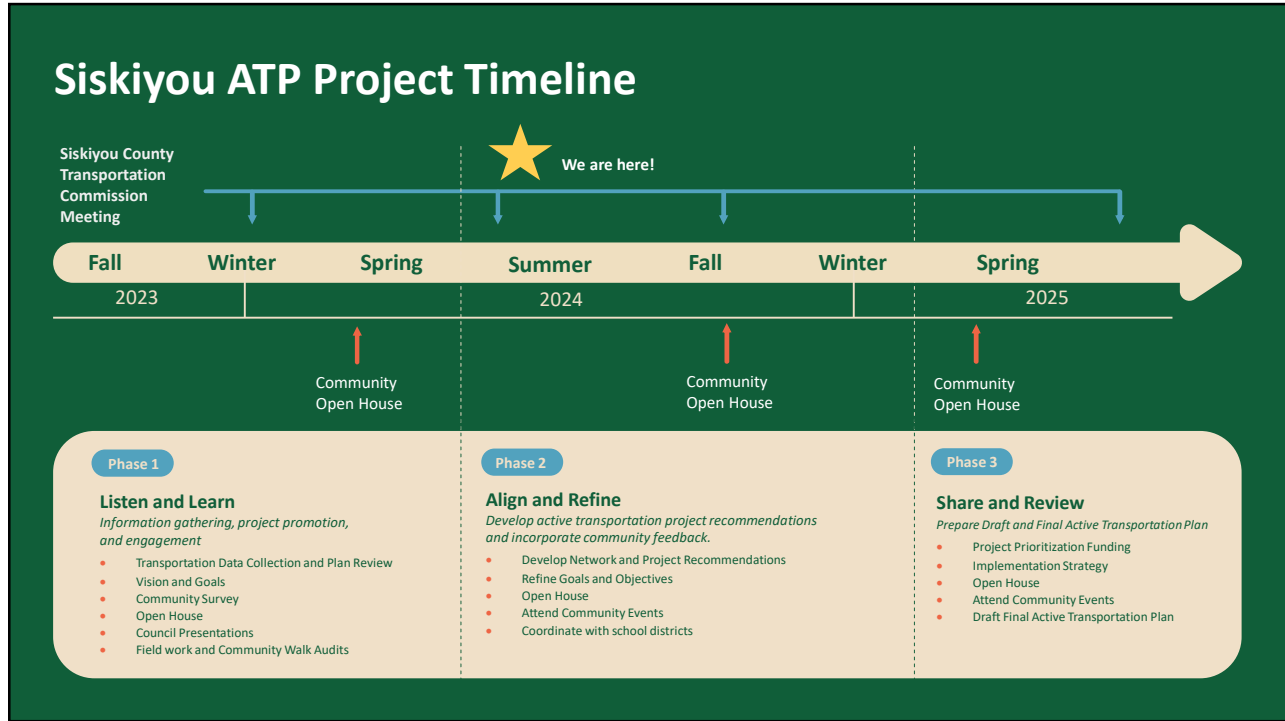 Siskiyou ATP Project Timeline
Siskiyou County
Transportation
Commission
Meeting
We are here!
Fall
Winter
Spring
Summer
Fall
Winter
Spring
2023
2024
2025
Community
Open House
Community
Open House
Community
Open House
Phase 1
Listen and Learn
Information gathering, project promotion,
and engagement
• Transportation Data Collection and Plan Review
• Vision and Goals
• Community Survey
• Open House
• Council Presentations
• Field work and Community Walk Audits
Phase 2
Align and Refine
Develop active transportation project recommendations
and incorporate community feedback.
• Develop Network and Project Recommendations
• Refine Goals and Objectives
• Open House
• Attend Community Events
• Coordinate with school districts
Phase 3
Share and Review
Prepare Draft and Final Active Transportation Plan
• Project Prioritization Funding
• Implementation Strategy
• Open House
• Attend Community Events
• Draft Final Active Transportation Plan